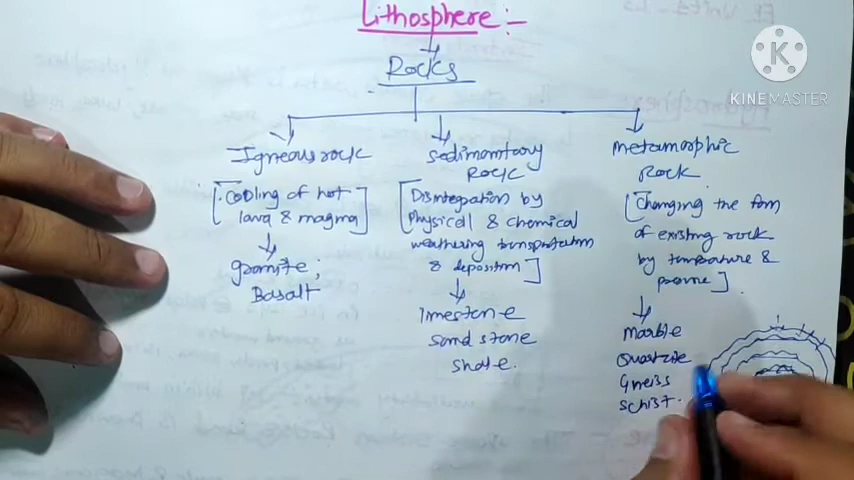 Lithosphere:-
Rocks
Igneous rock
[Cooling of hot
lava & magma]
granite;
Basalt
Sedimentary
Rock
[Disintegration by
Physical & chemical
weathering transportation
& deposition]
limestone
sand stone
shale.
Metamorphic
Rock
[Changing the form
of existing rock
by temperature &
pressure]
Marble
Quartzite
Gneiss
schist.
KINEMASTER